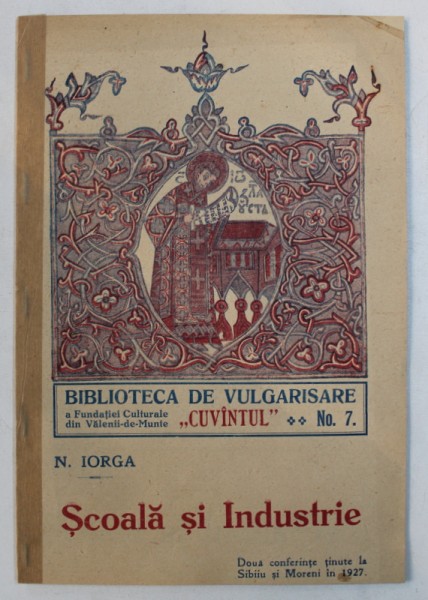 BIBLIOTECA DE VULGARISARE
a Fundației Culturale
din Vălenii-de-Munte
„CUVÎNTUL" No. 7.
N. IORGA
Școală și Industrie
Două conferințe ținute la
Sibiiu și Moreni în 1927.